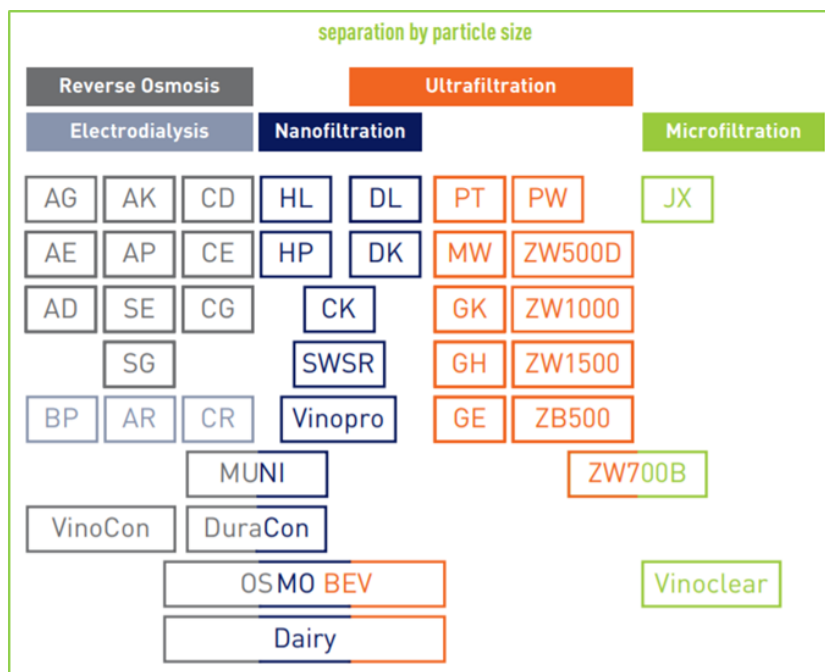 separation by particle size
Reverse Osmosis Ultrafiltration
Electrodialysis Nanofiltration Microfiltration
AG AK CD HL DL PT PW JX
AE AP CE HP DK MW ZW500D
AD SE CG CK GK ZW1000
SG SWSR GH ZW1500
BP AR CR Vinopro GE ZB500
MUNI ZW700B
VinoCon DuraCon
OSMO BEV Vinoclear
Dairy